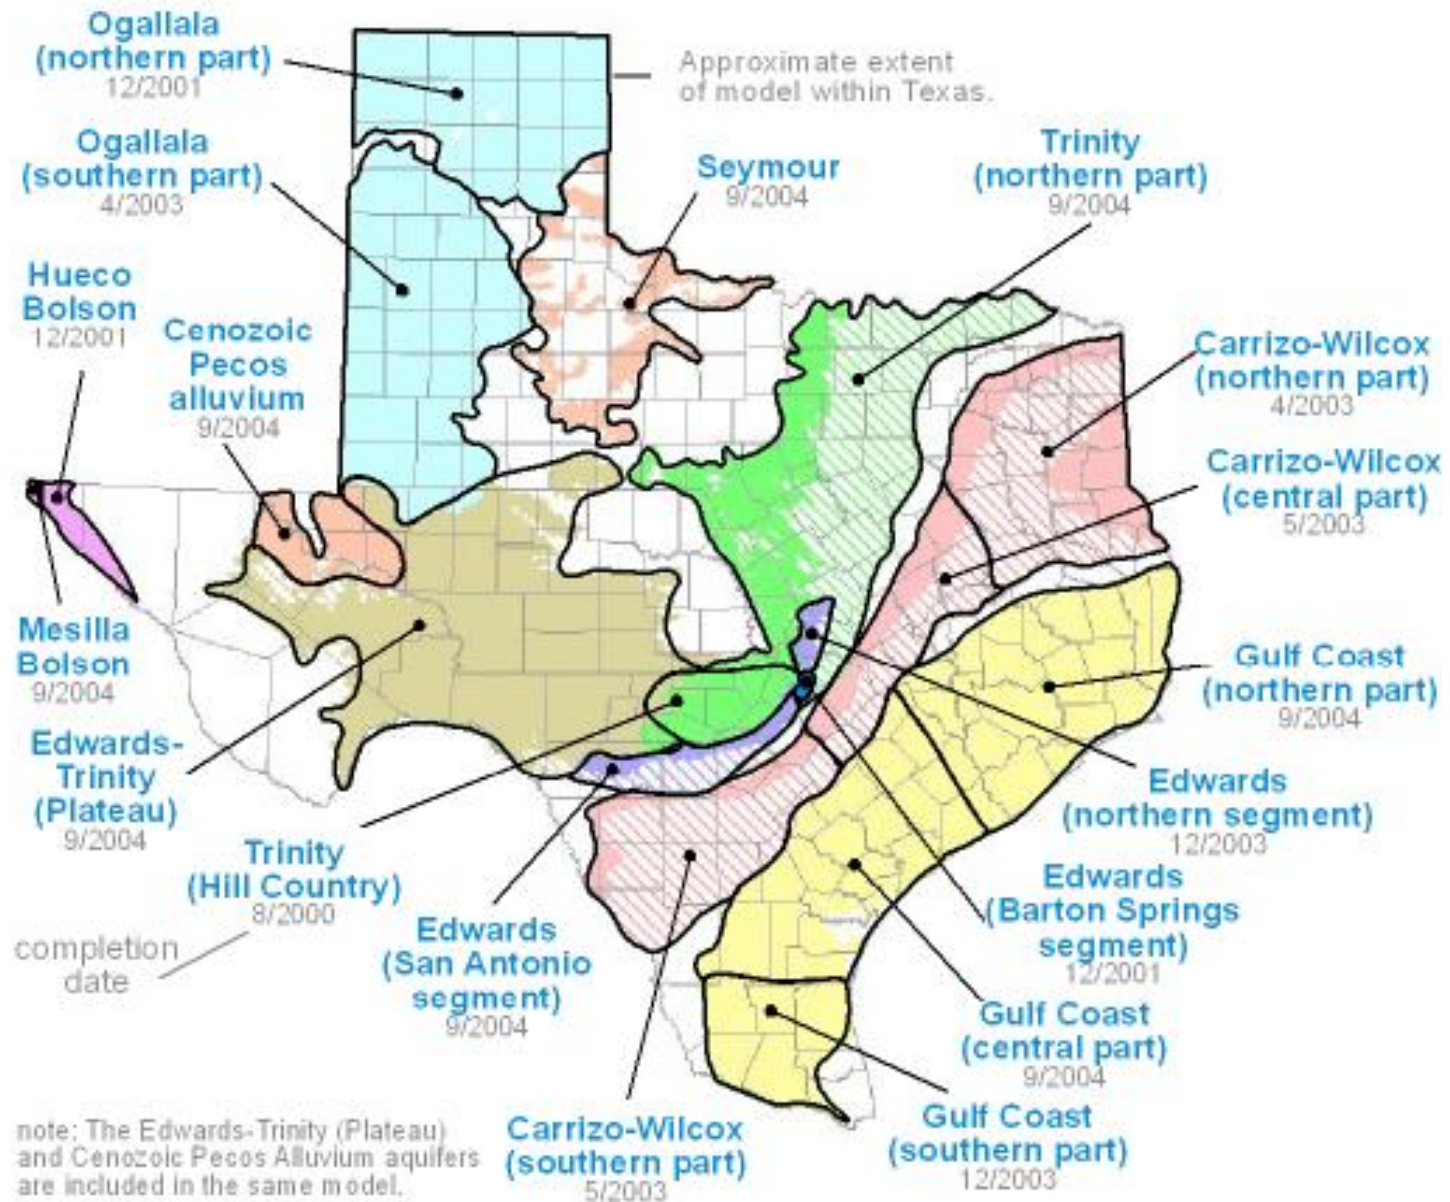 Ogallala
(northern part)
12/2001
Approximate extent
of model within Texas.
Ogallala
(southern part)
4/2003
Seymour
9/2004
Trinity
(northern part)
9/2004
Hueco
Bolson
12/2001
Cenozoic
Pecos
alluvium
9/2004
Carrizo-Wilcox
(northern part)
4/2003
Carrizo-Wilcox
(central part)
5/2003
Mesilla
Bolson
9/2004
Gulf Coast
(northern part)
9/2004
Edwards-
Trinity
(Plateau)
9/2004
Edwards
(northern segment)
12/2003
Trinity
(Hill Country)
8/2000
Edwards
(Barton Springs
segment)
12/2001
completion
date
Edwards
(San Antonio
segment)
9/2004
Gulf Coast
(central part)
9/2004
Carrizo-Wilcox
(southern part)
5/2003
Gulf Coast
(southern part)
12/2003
note: The Edwards-Trinity (Plateau)
and Cenozoic Pecos Alluvium aquifers
are included in the same model.